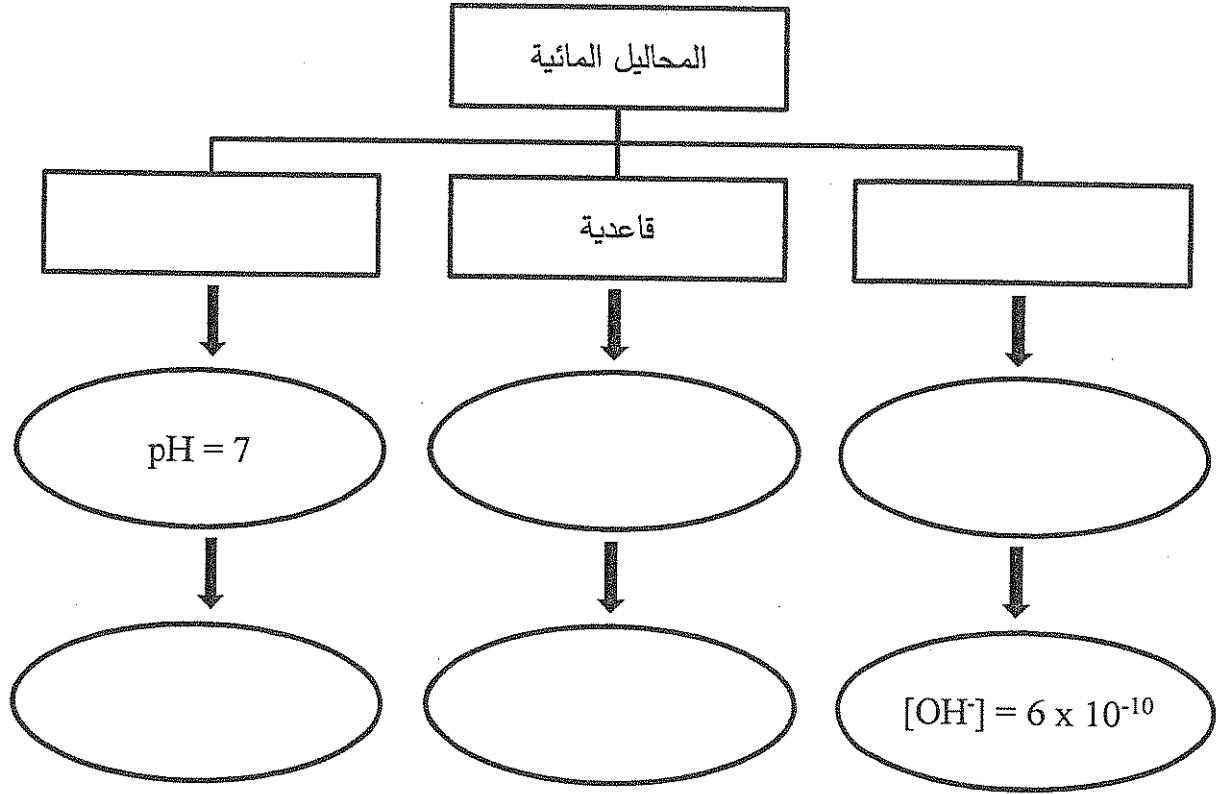 المحاليل المائية
قاعدية
pH = 7
[OH⁻] = 6 x 10⁻¹⁰